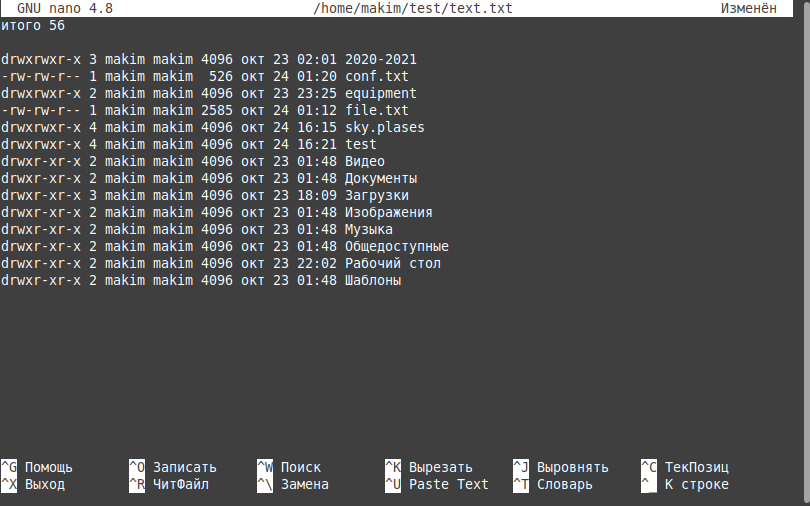 GNU nano 4.8 /home/makim/test/text.txt Изменён
итого 56
drwxrwxr-x 3 makim makim 4096 окт 23 02:01 2020-2021
-rw-rw-r-- 1 makim makim  526 окт 24 01:20 conf.txt
drwxrwxr-x 2 makim makim 4096 окт 23 23:25 equipment
-rw-rw-r-- 1 makim makim 2585 окт 24 01:12 file.txt
drwxrwxr-x 4 makim makim 4096 окт 24 16:15 sky.plases
drwxrwxr-x 4 makim makim 4096 окт 24 16:21 test
drwxr-xr-x 2 makim makim 4096 окт 23 01:48 Видео
drwxr-xr-x 2 makim makim 4096 окт 23 01:48 Документы
drwxr-xr-x 3 makim makim 4096 окт 23 18:09 Загрузки
drwxr-xr-x 2 makim makim 4096 окт 23 01:48 Изображения
drwxr-xr-x 2 makim makim 4096 окт 23 01:48 Музыка
drwxr-xr-x 2 makim makim 4096 окт 23 01:48 Общедоступные
drwxr-xr-x 2 makim makim 4096 окт 23 22:02 Рабочий стол
drwxr-xr-x 2 makim makim 4096 окт 23 01:48 Шаблоны
^G Помощь ^O Записать ^W Поиск ^K Вырезать ^J Выровнять ^C ТекПозиц
^X Выход ^R ЧитФайл ^\ Замена ^U Paste Text ^T Словарь ^_ К строке